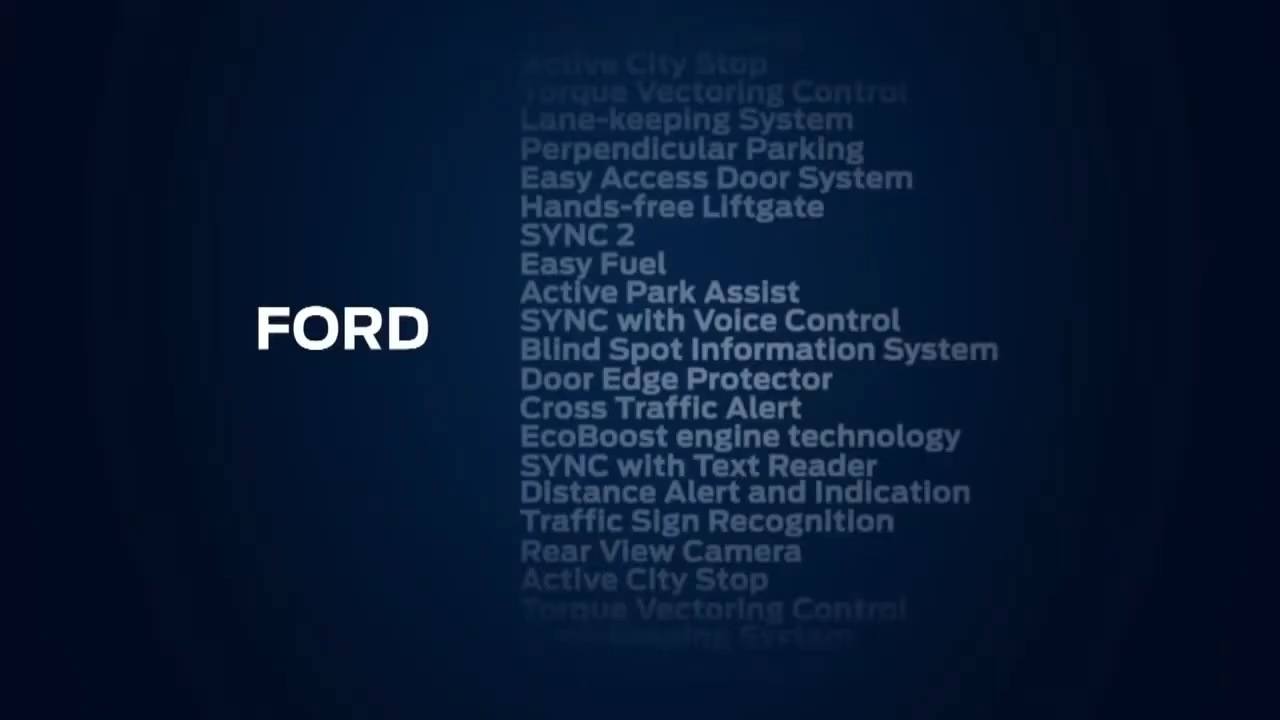 Active City Stop
Torque Vectoring Control
Lane-keeping System
Perpendicular Parking
Easy Access Door System
Hands-free Liftgate
SYNC 2
Easy Fuel
Active Park Assist
FORD
SYNC with Voice Control
Blind Spot Information System
Door Edge Protector
Cross Traffic Alert
EcoBoost engine technology
SYNC with Text Reader
Distance Alert and Indication
Traffic Sign Recognition
Rear View Camera
Active City Stop
Torque Vectoring Control
keeping System